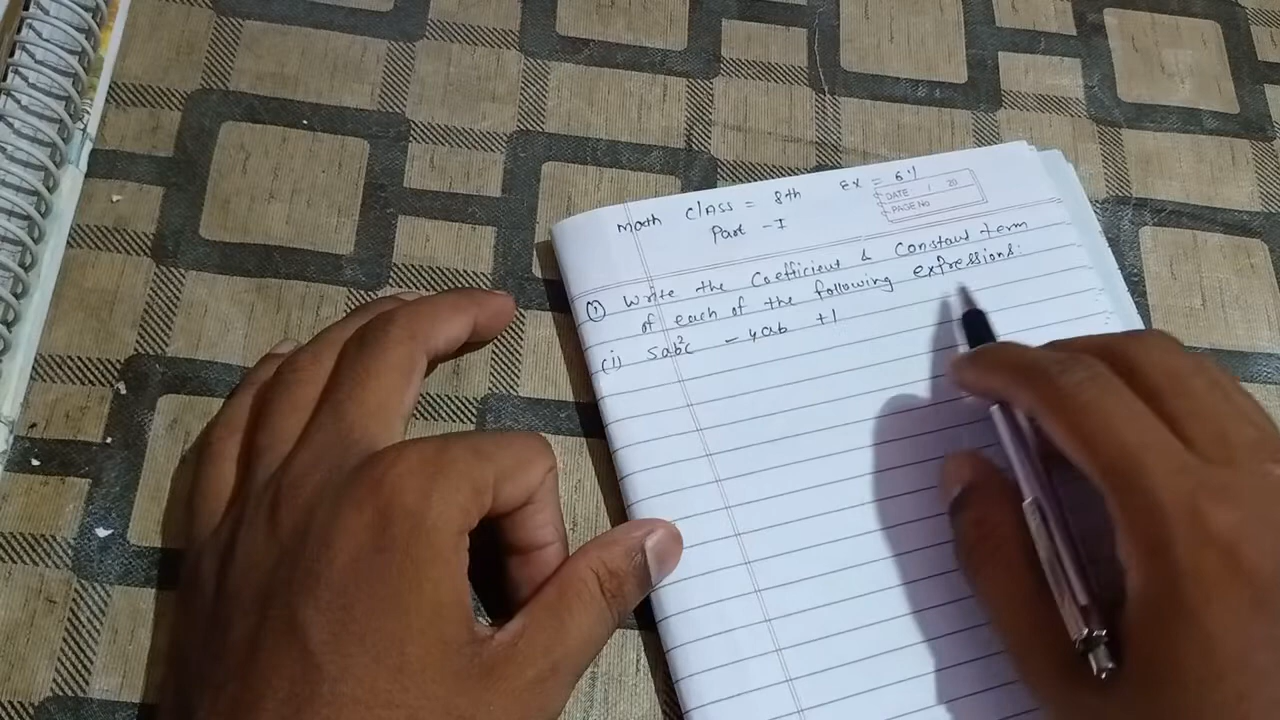 Math Class = 8th Ex = 6.1
Part - I
DATE: / 20
PAGE No
① Write the Coefficient & Constant term
of each of the following expressions:
(i) 5ab²c - 4ab +1